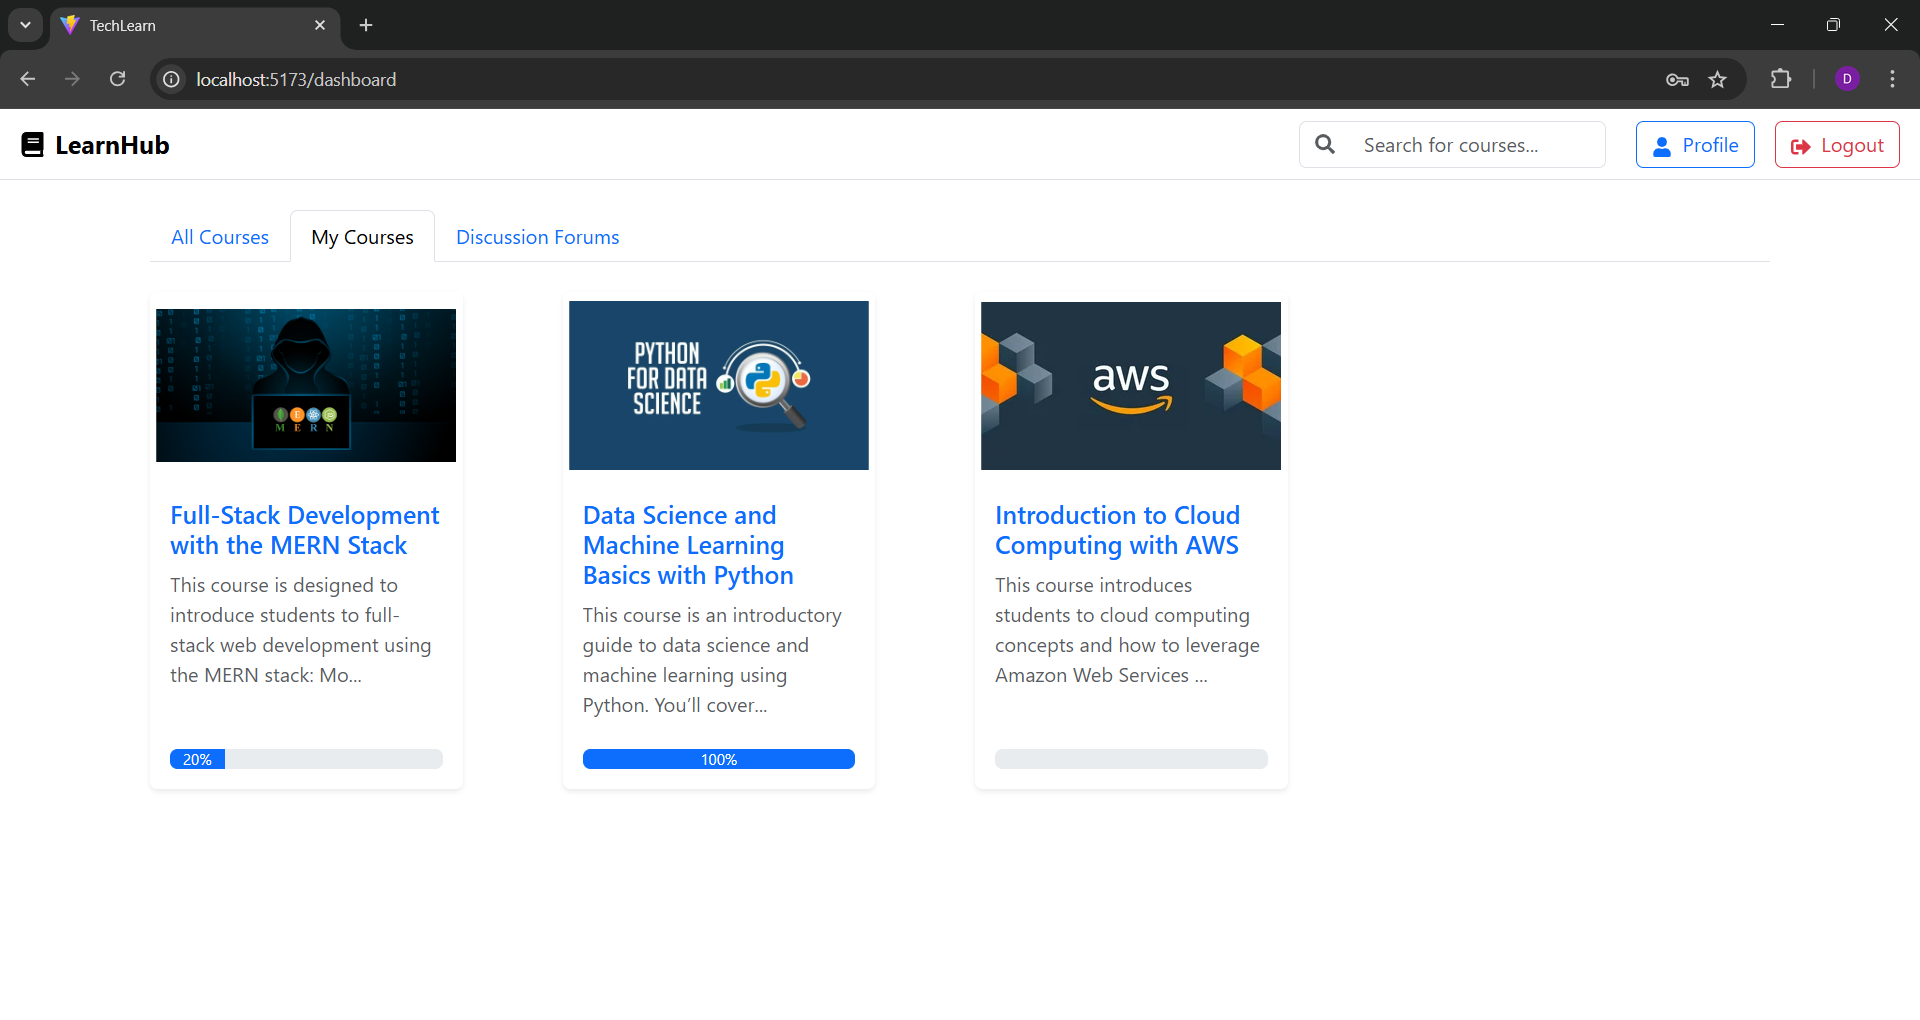 TechLearn
localhost:5173/dashboard
D
LearnHub
Search for courses...
Profile
Logout
All Courses
My Courses
Discussion Forums
M E R N
Full-Stack Development
with the MERN Stack
This course is designed to
introduce students to full-
stack web development using
the MERN stack: Mo...
20%
PYTHON
FOR DATA
SCIENCE
Data Science and
Machine Learning
Basics with Python
This course is an introductory
guide to data science and
machine learning using
Python. You'll cover...
100%
aws
Introduction to Cloud
Computing with AWS
This course introduces
students to cloud computing
concepts and how to leverage
Amazon Web Services ...